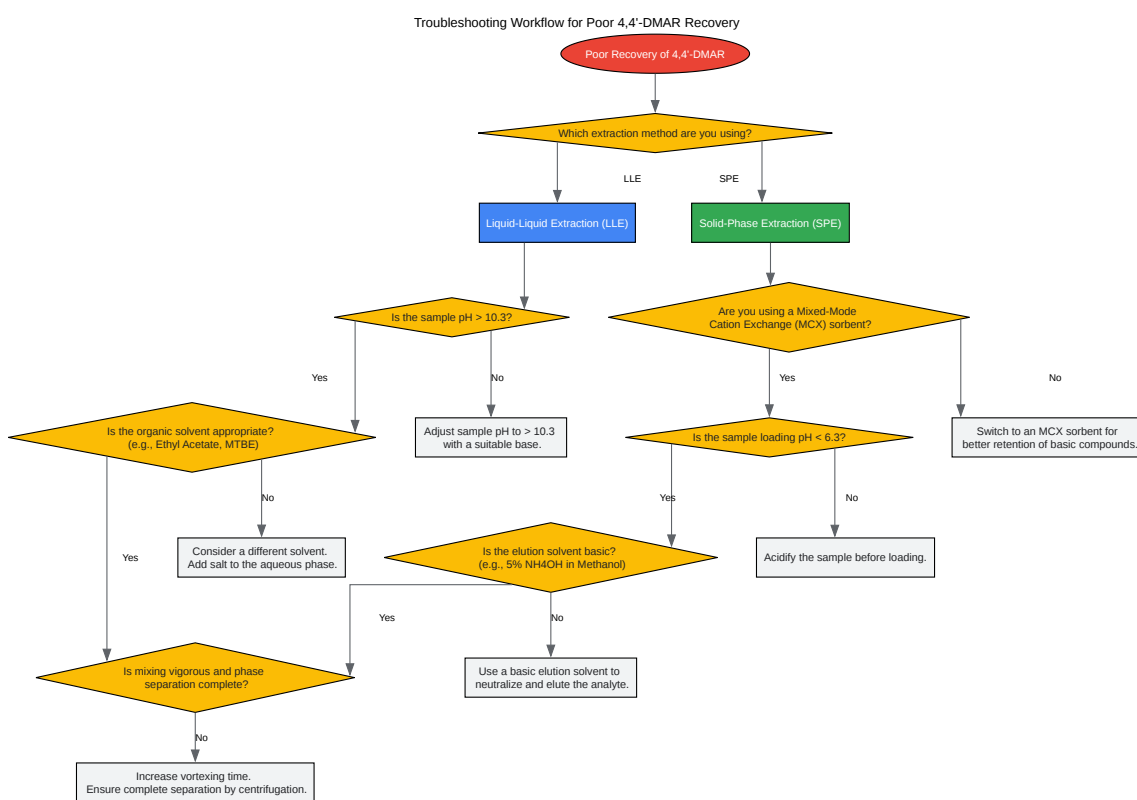 Troubleshooting Workflow for Poor 4,4'-DMAR Recovery
Poor Recovery of 4,4'-DMAR
Which extraction method are you using?
LLE
SPE
Liquid-Liquid Extraction (LLE)
Solid-Phase Extraction (SPE)
Is the sample pH > 10.3?
Are you using a Mixed-Mode
Cation Exchange (MCX) sorbent?
Yes
No
Yes
No
Is the organic solvent appropriate?
(e.g., Ethyl Acetate, MTBE)
Adjust sample pH to > 10.3
with a suitable base.
Is the sample loading pH < 6.3?
Switch to an MCX sorbent for
better retention of basic compounds.
No
Yes
No
Yes
Consider a different solvent.
Add salt to the aqueous phase.
Is the elution solvent basic?
(e.g., 5% NH4OH in Methanol)
Acidify the sample before loading.
Yes
No
Is mixing vigorous and phase
separation complete?
Use a basic elution solvent to
neutralize and elute the analyte.
No
Increase vortexing time.
Ensure complete separation by centrifugation.